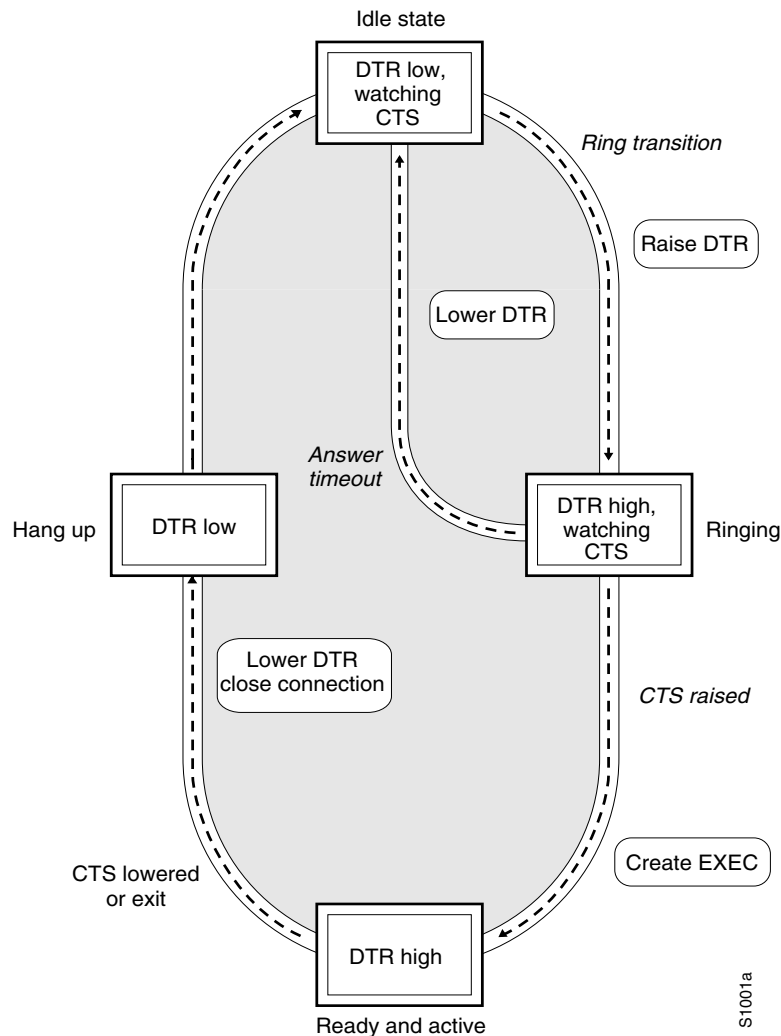 Idle state
DTR low,
watching
CTS
Ring transition
Raise DTR
Lower DTR
Answer
timeout
Hang up
DTR low
DTR high,
watching
CTS
Ringing
Lower DTR
close connection
CTS raised
CTS lowered
or exit
Create EXEC
DTR high
Ready and active
S1001a